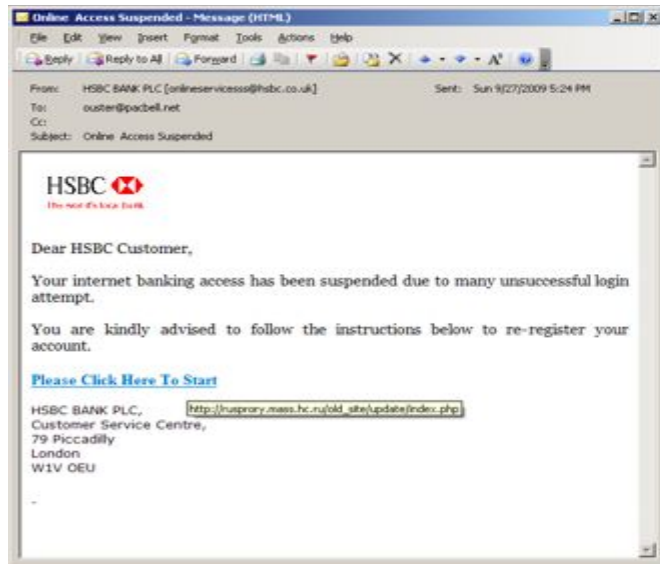 Online Access Suspended - Message (HTML)
File Edit View Insert Format Tools Actions Help
Reply Reply to All Forward
From: HSBC BANK PLC [onlineservicesss@hsbc.co.uk] Sent: Sun 9/27/2009 5:24 PM
To: ouster@pacbell.net
Cc:
Subject: Online Access Suspended
HSBC
The world's local bank
Dear HSBC Customer,
Your internet banking access has been suspended due to many unsuccessful login
attempt.
You are kindly advised to follow the instructions below to re-register your
account.
Please Click Here To Start
HSBC BANK PLC, http://rusprory.mass.hc.ru/old_site/update/index.php
Customer Service Centre,
79 Piccadilly
London
W1V OEU
-